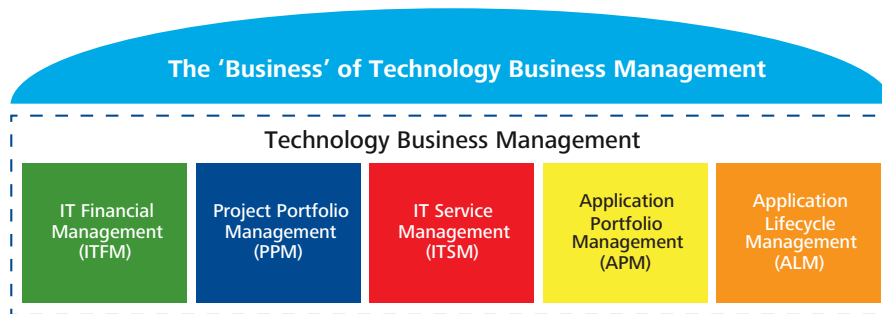 The ‘Business’ of Technology Business Management
Technology Business Management
IT Financial
Management
(ITFM)
Project Portfolio
Management
(PPM)
IT Service
Management
(ITSM)
Application
Portfolio
Management
(APM)
Application
Lifecycle
Management
(ALM)